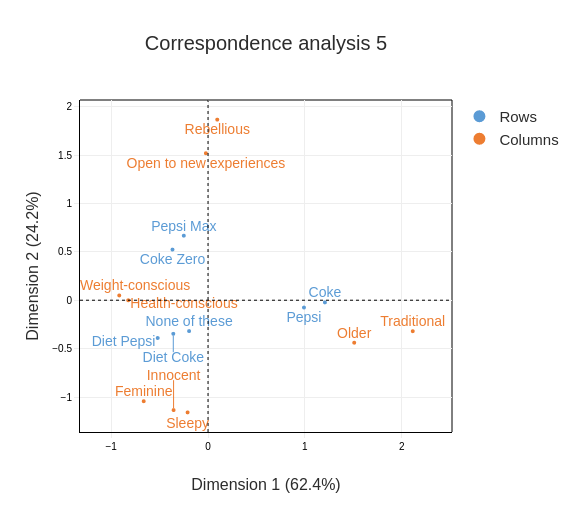 Correspondence analysis 5
Rows
Columns
Dimension 2 (24.2%)
2
1.5
1
0.5
0
−0.5
−1
Rebellious
Open to new experiences
Pepsi Max
Coke Zero
Weight-conscious
Health-conscious
Coke
Pepsi
None of these
Diet Pepsi
Diet Coke
Older
Traditional
Innocent
Feminine
Sleepy
−1
0
1
2
Dimension 1 (62.4%)